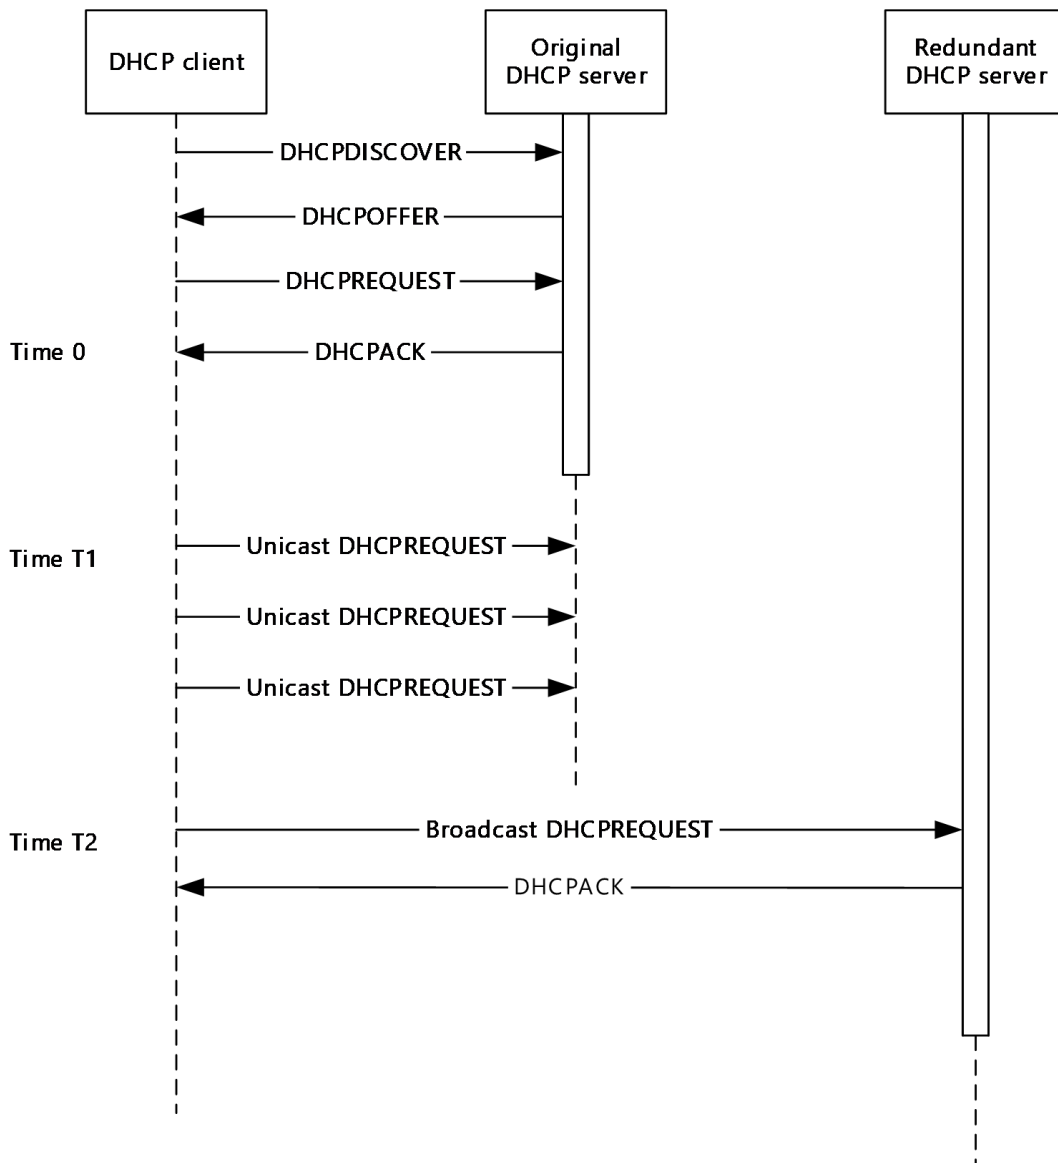 DHCP client
Original
DHCP server
Redundant
DHCP server
DHCPDISCOVER
DHCPOFFER
DHCPREQUEST
Time 0
DHCPACK
Time T1
Unicast DHCPREQUEST
Unicast DHCPREQUEST
Unicast DHCPREQUEST
Time T2
Broadcast DHCPREQUEST
DHCPACK